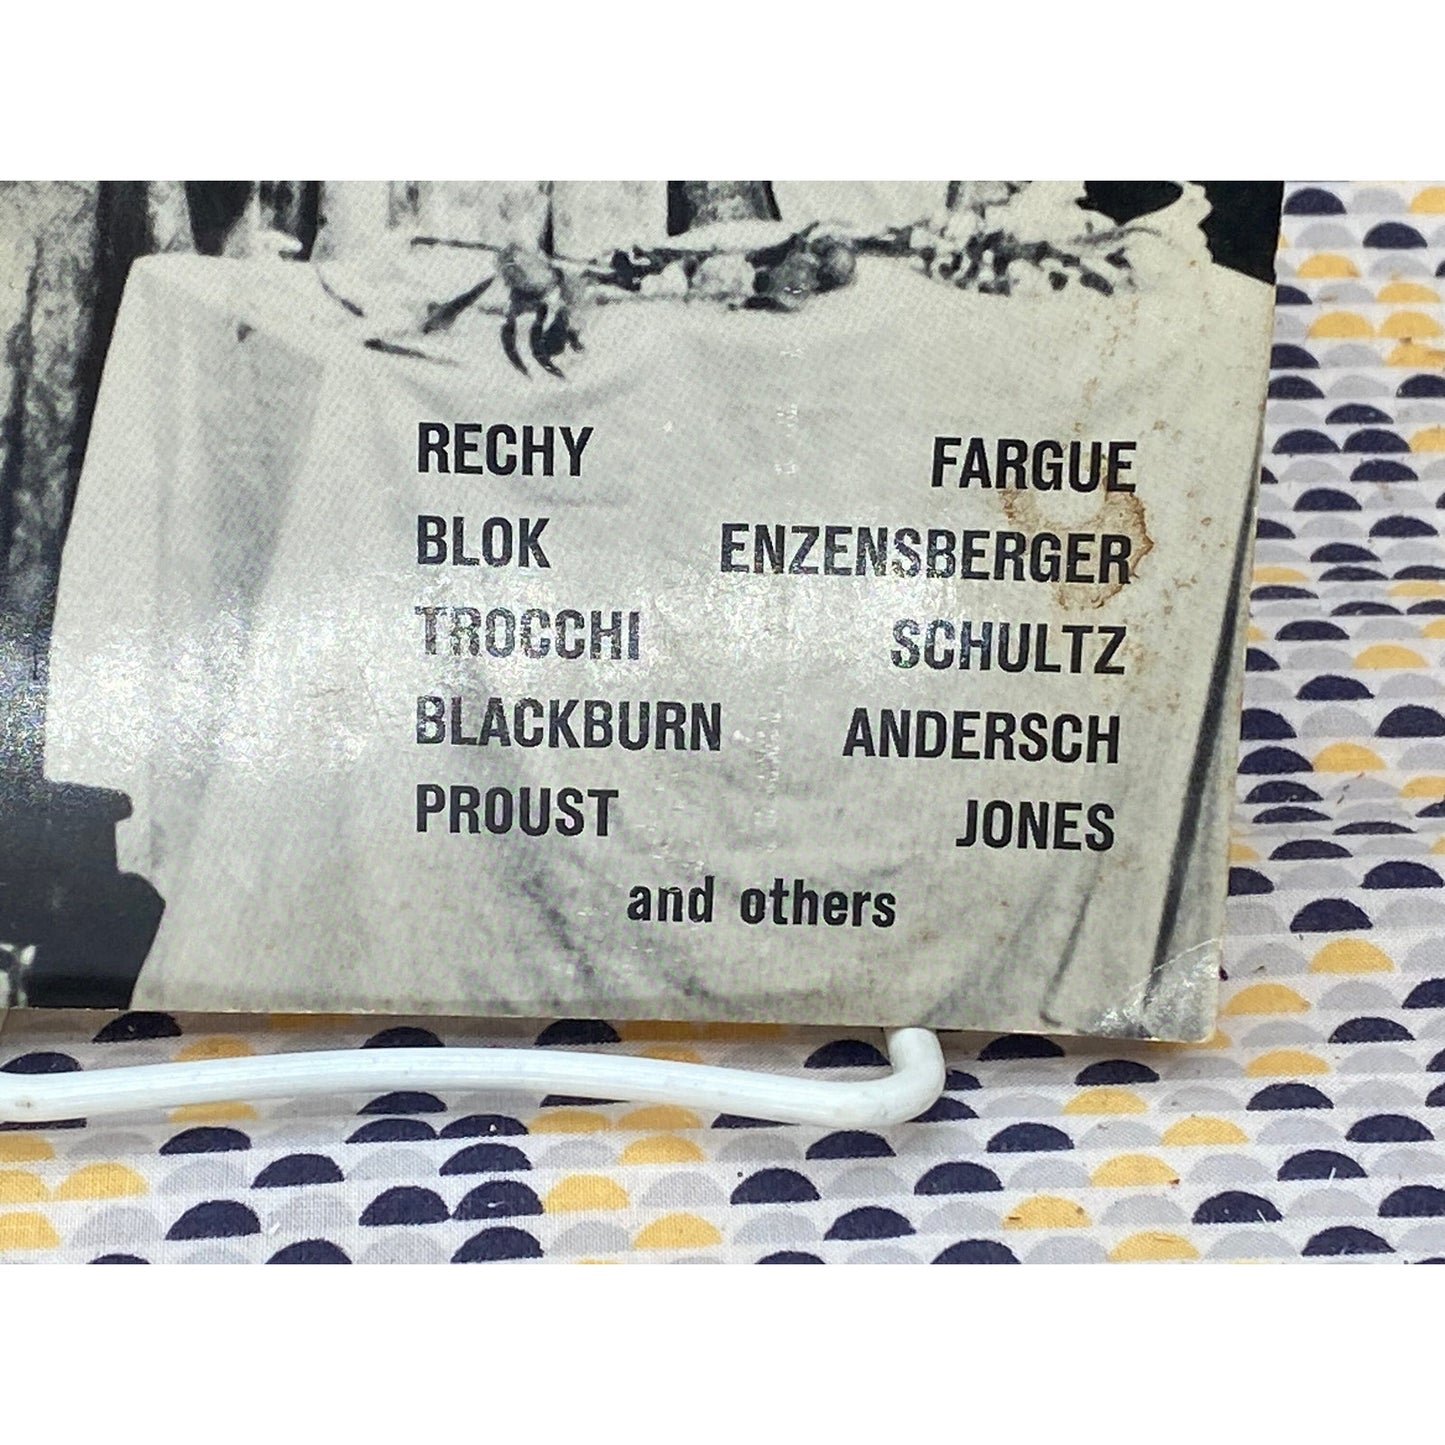 RECHY FARGUE
BLOK ENZENSBERGER
TROCCHI SCHULTZ
BLACKBURN ANDERSCH
PROUST JONES
and others